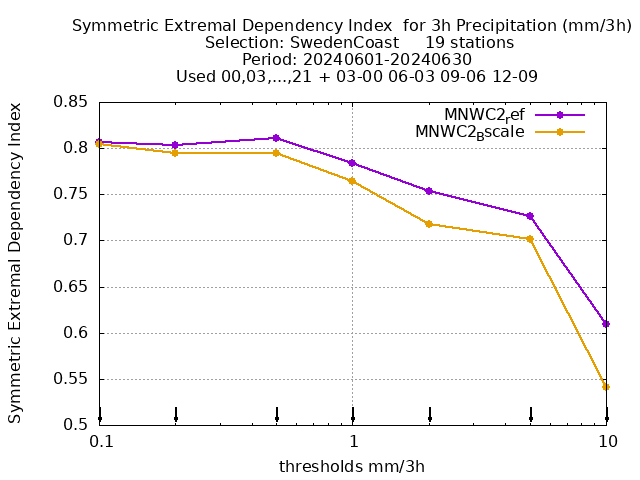 Symmetric Extremal Dependency Index  for 3h Precipitation (mm/3h)
Selection: SwedenCoast     19 stations
Period: 20240601-20240630
Used 00,03,...,21 + 03-00 06-03 09-06 12-09
Symmetric Extremal Dependency Index
0.85
0.8
0.75
0.7
0.65
0.6
0.55
0.5
MNWC2ref
MNWC2Bscale
0.1
1
10
thresholds mm/3h